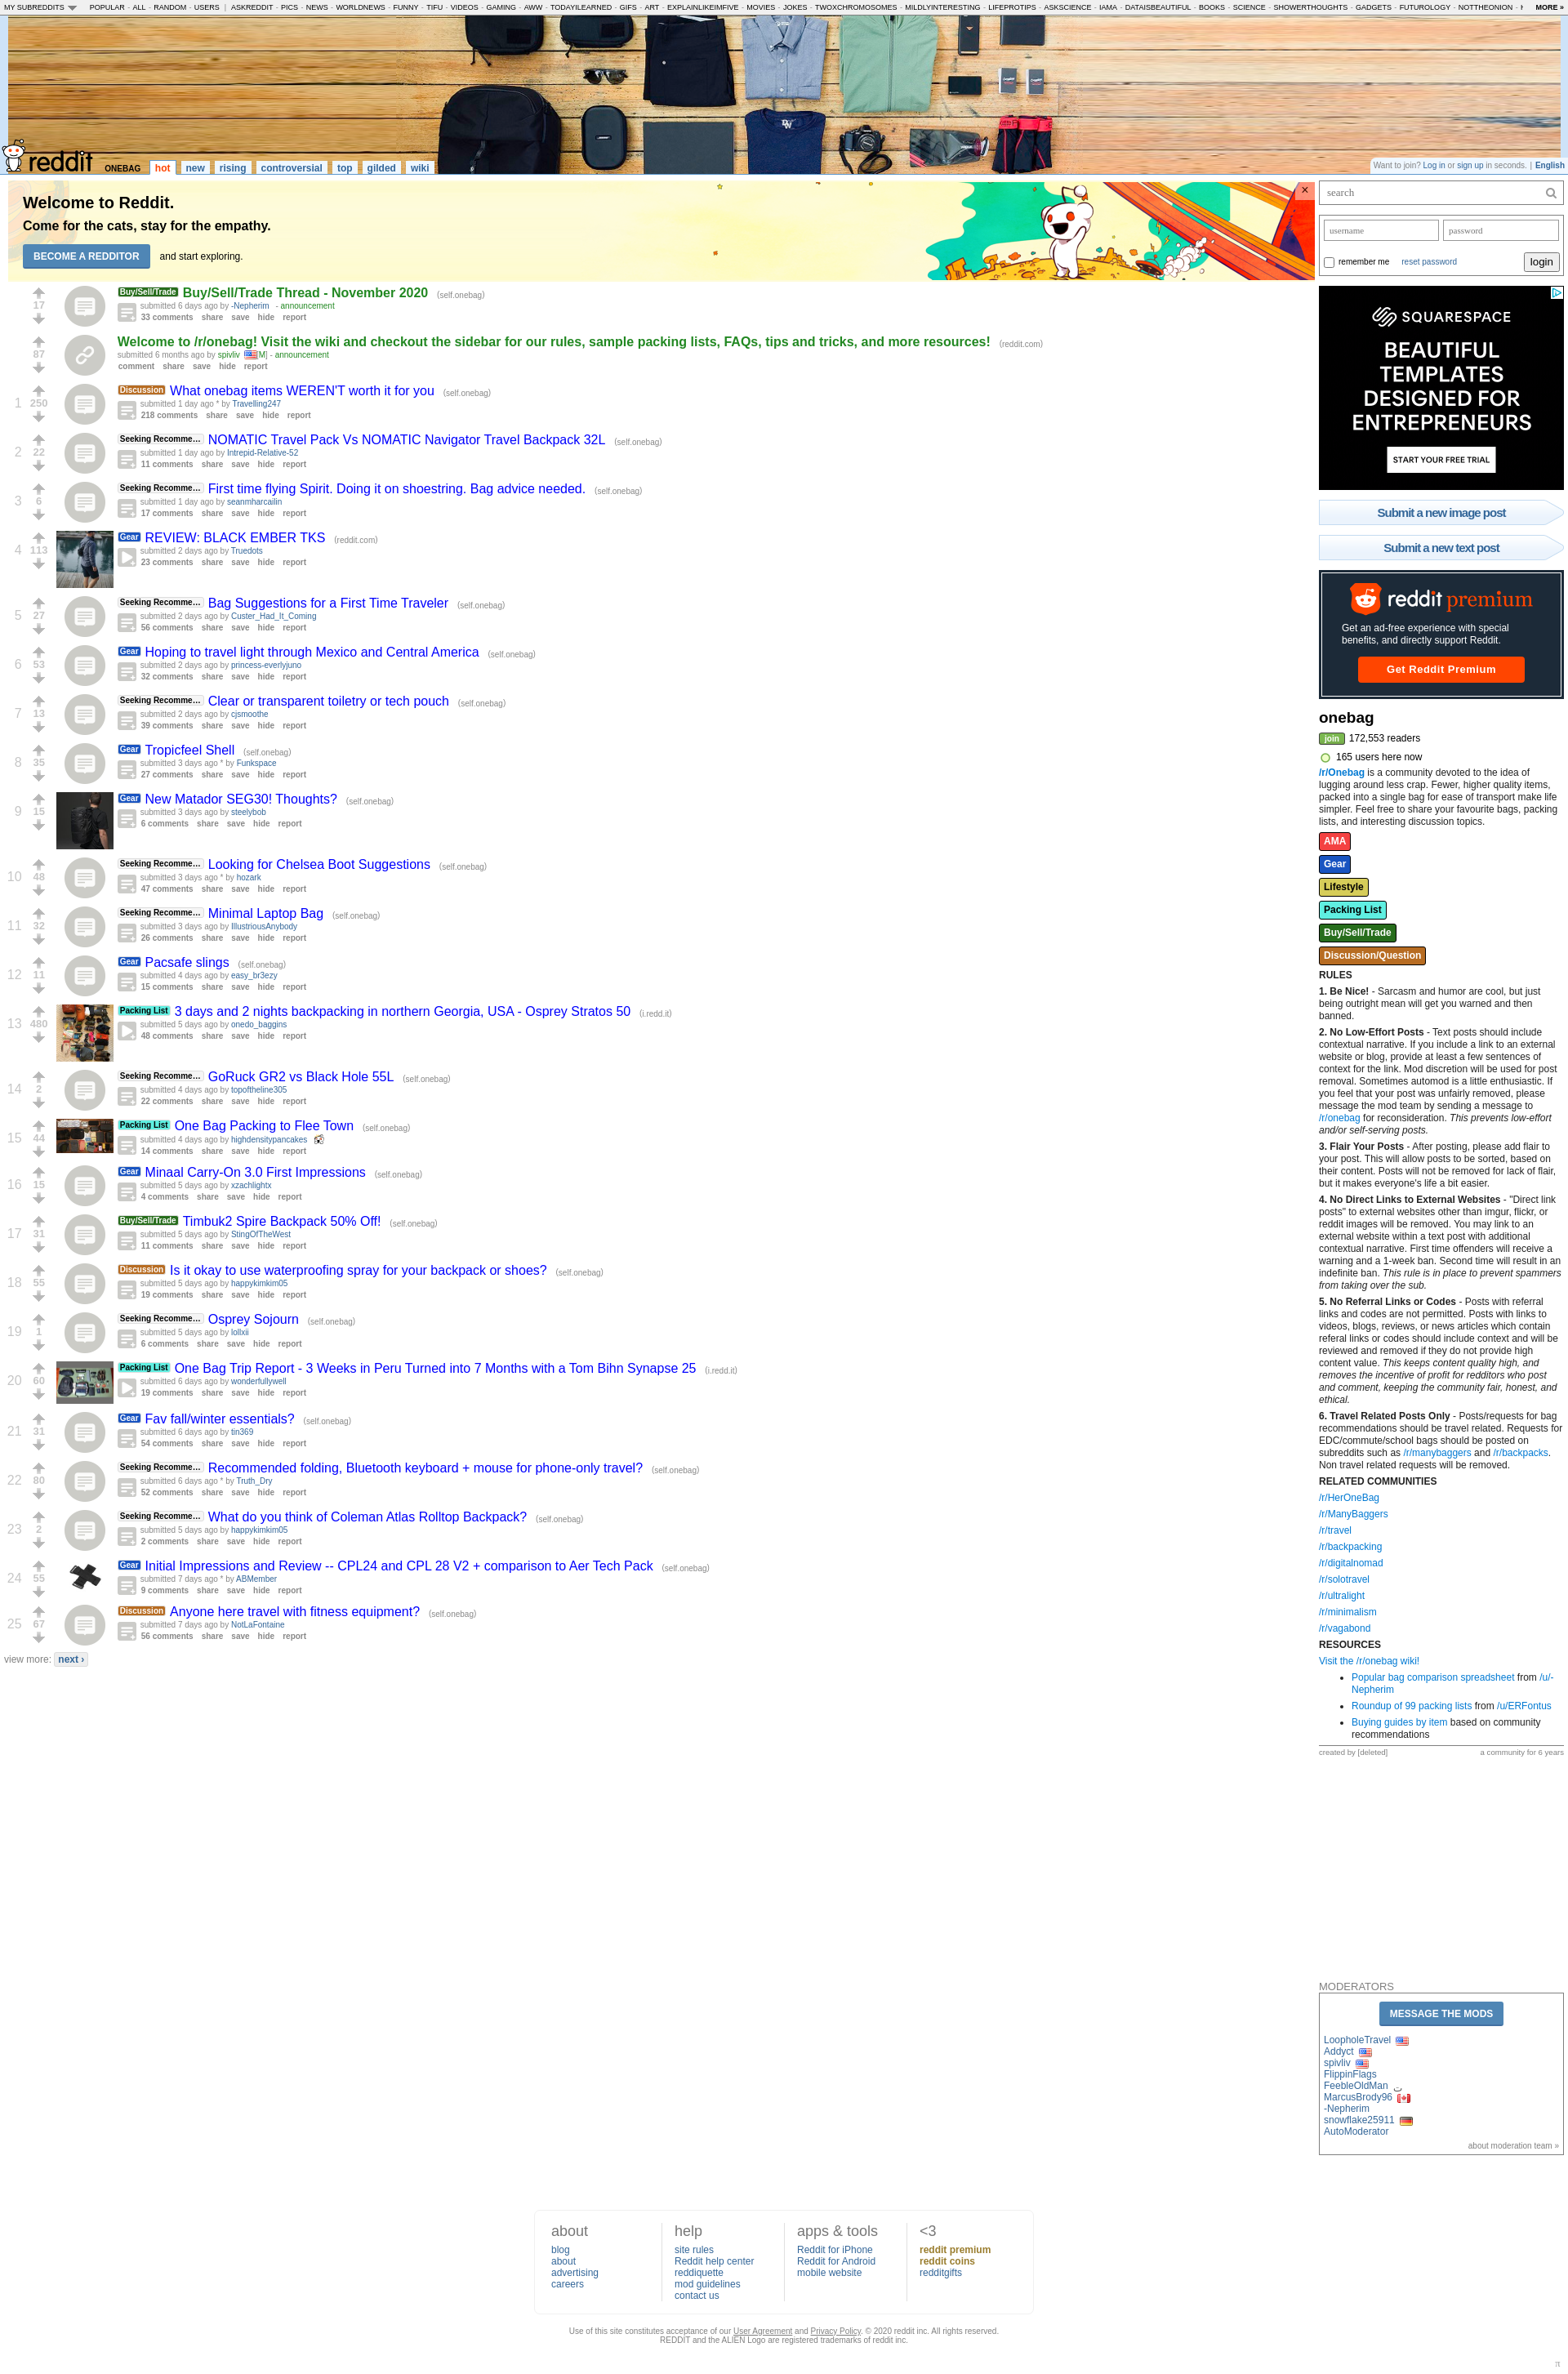 MY SUBREDDITS POPULAR - ALL - RANDOM - USERS | ASKREDDIT - PICS - NEWS - WORLDNEWS - FUNNY - TIFU - VIDEOS - GAMING - AWW - TODAYILEARNED - GIFS - ART - EXPLAINLIKEIMFIVE - MOVIES - JOKES - TWOXCHROMOSOMES - MILDLYINTERESTING - LIFEPROTIPS - ASKSCIENCE - IAMA - DATAISBEAUTIFUL - BOOKS - SCIENCE - SHOWERTHOUGHTS - GADGETS - FUTUROLOGY - NOTTHEONION - MORE »
reddit ONEBAG hot new rising controversial top gilded wiki
Want to join? Log in or sign up in seconds. | English
Welcome to Reddit.
Come for the cats, stay for the empathy.
BECOME A REDDITOR and start exploring.
17
Buy/Sell/Trade Buy/Sell/Trade Thread - November 2020 (self.onebag)
submitted 6 days ago by -Nepherim - announcement
33 comments share save hide report
87
Welcome to /r/onebag! Visit the wiki and checkout the sidebar for our rules, sample packing lists, FAQs, tips and tricks, and more resources! (reddit.com)
submitted 6 months ago by spivliv M] - announcement
comment share save hide report
1 250
Discussion What onebag items WEREN'T worth it for you (self.onebag)
submitted 1 day ago * by Travelling247
218 comments share save hide report
2 22
Seeking Recomme… NOMATIC Travel Pack Vs NOMATIC Navigator Travel Backpack 32L (self.onebag)
submitted 1 day ago by Intrepid-Relative-52
11 comments share save hide report
3 6
Seeking Recomme… First time flying Spirit. Doing it on shoestring. Bag advice needed. (self.onebag)
submitted 1 day ago by seanmharcailin
17 comments share save hide report
4 113
Gear REVIEW: BLACK EMBER TKS (reddit.com)
submitted 2 days ago by Truedots
23 comments share save hide report
5 27
Seeking Recomme… Bag Suggestions for a First Time Traveler (self.onebag)
submitted 2 days ago by Custer_Had_It_Coming
56 comments share save hide report
6 53
Gear Hoping to travel light through Mexico and Central America (self.onebag)
submitted 2 days ago by princess-everlyjuno
32 comments share save hide report
7 13
Seeking Recomme… Clear or transparent toiletry or tech pouch (self.onebag)
submitted 2 days ago by cjsmoothe
39 comments share save hide report
8 35
Gear Tropicfeel Shell (self.onebag)
submitted 3 days ago * by Funkspace
27 comments share save hide report
9 15
Gear New Matador SEG30! Thoughts? (self.onebag)
submitted 3 days ago by steelybob
6 comments share save hide report
10 48
Seeking Recomme… Looking for Chelsea Boot Suggestions (self.onebag)
submitted 3 days ago * by hozark
47 comments share save hide report
11 32
Seeking Recomme… Minimal Laptop Bag (self.onebag)
submitted 3 days ago by IllustriousAnybody
26 comments share save hide report
12 11
Gear Pacsafe slings (self.onebag)
submitted 4 days ago by easy_br3ezy
15 comments share save hide report
13 480
Packing List 3 days and 2 nights backpacking in northern Georgia, USA - Osprey Stratos 50 (i.redd.it)
submitted 5 days ago by onedo_baggins
48 comments share save hide report
14 2
Seeking Recomme… GoRuck GR2 vs Black Hole 55L (self.onebag)
submitted 4 days ago by topoftheline305
22 comments share save hide report
15 44
Packing List One Bag Packing to Flee Town (self.onebag)
submitted 4 days ago by highdensitypancakes
14 comments share save hide report
16 15
Gear Minaal Carry-On 3.0 First Impressions (self.onebag)
submitted 5 days ago by xzachlightx
4 comments share save hide report
17 31
Buy/Sell/Trade Timbuk2 Spire Backpack 50% Off! (self.onebag)
submitted 5 days ago by StingOfTheWest
11 comments share save hide report
18 55
Discussion Is it okay to use waterproofing spray for your backpack or shoes? (self.onebag)
submitted 5 days ago by happykimkim05
19 comments share save hide report
19 1
Seeking Recomme… Osprey Sojourn (self.onebag)
submitted 5 days ago by lollxii
6 comments share save hide report
20 60
Packing List One Bag Trip Report - 3 Weeks in Peru Turned into 7 Months with a Tom Bihn Synapse 25 (i.redd.it)
submitted 6 days ago by wonderfullywell
19 comments share save hide report
21 31
Gear Fav fall/winter essentials? (self.onebag)
submitted 6 days ago by tin369
54 comments share save hide report
22 80
Seeking Recomme… Recommended folding, Bluetooth keyboard + mouse for phone-only travel? (self.onebag)
submitted 6 days ago * by Truth_Dry
52 comments share save hide report
23 2
Seeking Recomme… What do you think of Coleman Atlas Rolltop Backpack? (self.onebag)
submitted 5 days ago by happykimkim05
2 comments share save hide report
24 55
Gear Initial Impressions and Review -- CPL24 and CPL 28 V2 + comparison to Aer Tech Pack (self.onebag)
submitted 7 days ago * by ABMember
9 comments share save hide report
25 67
Discussion Anyone here travel with fitness equipment? (self.onebag)
submitted 7 days ago by NotLaFontaine
56 comments share save hide report
view more: next ›
search
username password
remember me reset password login
SQUARESPACE
BEAUTIFUL
TEMPLATES
DESIGNED FOR
ENTREPRENEURS
START YOUR FREE TRIAL
Submit a new image post
Submit a new text post
reddit premium
Get an ad-free experience with special
benefits, and directly support Reddit.
Get Reddit Premium
onebag
join 172,553 readers
165 users here now
/r/Onebag is a community devoted to the idea of
lugging around less crap. Fewer, higher quality items,
packed into a single bag for ease of transport make life
simpler. Feel free to share your favourite bags, packing
lists, and interesting discussion topics.
AMA
Gear
Lifestyle
Packing List
Buy/Sell/Trade
Discussion/Question
RULES
1. Be Nice! - Sarcasm and humor are cool, but just
being outright mean will get you warned and then
banned.
2. No Low-Effort Posts - Text posts should include
contextual narrative. If you include a link to an external
website or blog, provide at least a few sentences of
context for the link. Mod discretion will be used for post
removal. Sometimes automod is a little enthusiastic. If
you feel that your post was unfairly removed, please
message the mod team by sending a message to
/r/onebag for reconsideration. This prevents low-effort
and/or self-serving posts.
3. Flair Your Posts - After posting, please add flair to
your post. This will allow posts to be sorted, based on
their content. Posts will not be removed for lack of flair,
but it makes everyone's life a bit easier.
4. No Direct Links to External Websites - "Direct link
posts" to external websites other than imgur, flickr, or
reddit images will be removed. You may link to an
external website within a text post with additional
contextual narrative. First time offenders will receive a
warning and a 1-week ban. Second time will result in an
indefinite ban. This rule is in place to prevent spammers
from taking over the sub.
5. No Referral Links or Codes - Posts with referral
links and codes are not permitted. Posts with links to
videos, blogs, reviews, or news articles which contain
referal links or codes should include context and will be
reviewed and removed if they do not provide high
content value. This keeps content quality high, and
removes the incentive of profit for redditors who post
and comment, keeping the community fair, honest, and
ethical.
6. Travel Related Posts Only - Posts/requests for bag
recommendations should be travel related. Requests for
EDC/commute/school bags should be posted on
subreddits such as /r/manybaggers and /r/backpacks.
Non travel related requests will be removed.
RELATED COMMUNITIES
/r/HerOneBag
/r/ManyBaggers
/r/travel
/r/backpacking
/r/digitalnomad
/r/solotravel
/r/ultralight
/r/minimalism
/r/vagabond
RESOURCES
Visit the /r/onebag wiki!
Popular bag comparison spreadsheet from /u/-
Nepherim
Roundup of 99 packing lists from /u/ERFontus
Buying guides by item based on community
recommendations
created by [deleted] a community for 6 years
MODERATORS
MESSAGE THE MODS
LoopholeTravel
Addyct
spivliv
FlippinFlags
FeebleOldMan
MarcusBrody96
-Nepherim
snowflake25911
AutoModerator
about moderation team »
about
blog
about
advertising
careers
help
site rules
Reddit help center
reddiquette
mod guidelines
contact us
apps & tools
Reddit for iPhone
Reddit for Android
mobile website
<3
reddit premium
reddit coins
redditgifts
Use of this site constitutes acceptance of our User Agreement and Privacy Policy. © 2020 reddit inc. All rights reserved.
REDDIT and the ALIEN Logo are registered trademarks of reddit inc.
π